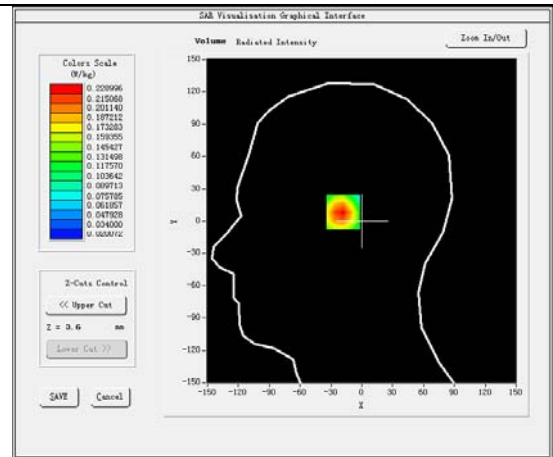 SAR Visualisation Graphical Interface
Volume Radiated Intensity
Zoom In/Out
Colors Scale
(W/kg)
0.228996
0.215068
0.201140
0.187212
0.173283
0.159355
0.145427
0.131498
0.117570
0.103642
0.089713
0.075785
0.061857
0.047928
0.034000
0.020072
Z-Cuts Control
<< Upper Cut
Z = 3.6 mm
Lower Cut >>
SAVE
Cancel
150
120
90
60
30
0
-30
-60
-90
-120
-150
Y
-150 -120 -90 -60 -30 0 30 60 90 120 150
X